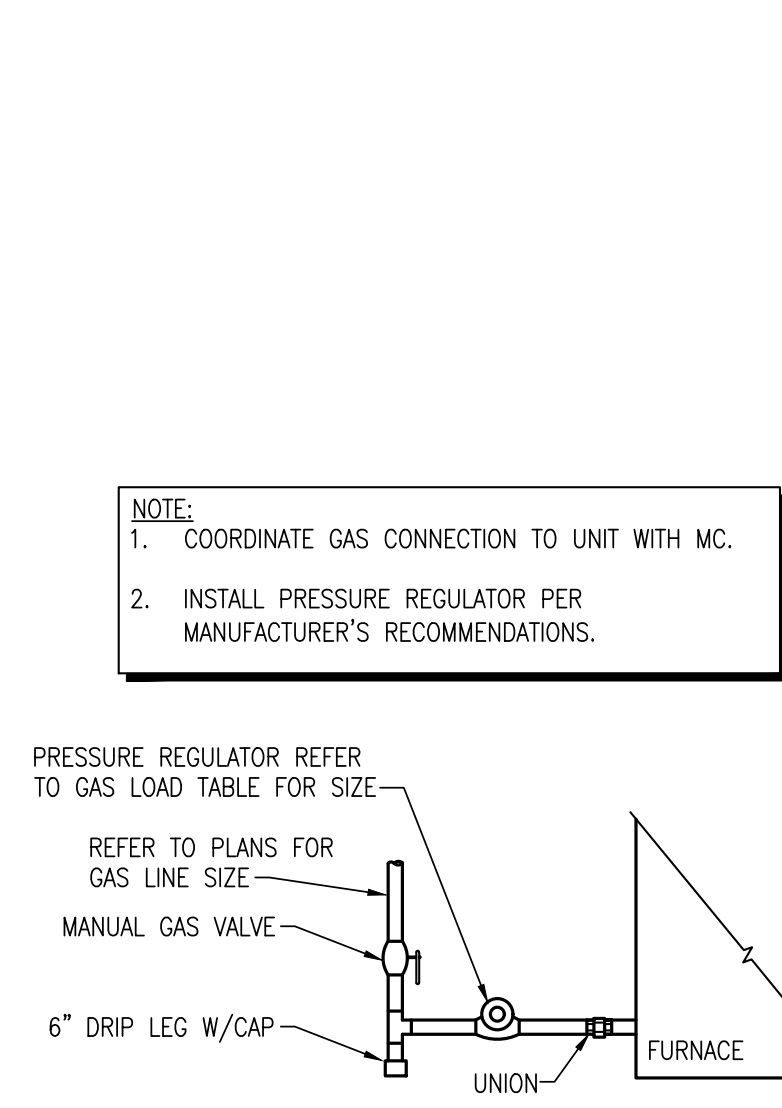 NOTE:
1. COORDINATE GAS CONNECTION TO UNIT WITH MC.
2. INSTALL PRESSURE REGULATOR PER
MANUFACTURER'S RECOMMENDATIONS.
PRESSURE REGULATOR REFER
TO GAS LOAD TABLE FOR SIZE
REFER TO PLANS FOR
GAS LINE SIZE
MANUAL GAS VALVE
6" DRIP LEG W/CAP
UNION
FURNACE